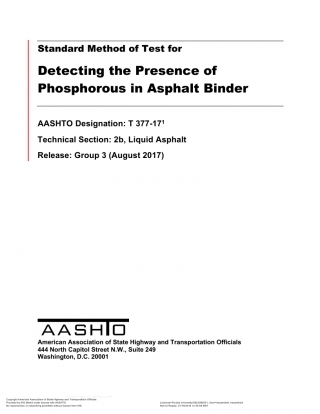 Standard Method of Test for
Detecting the Presence of
Phosphorous in Asphalt Binder
AASHTO Designation: T 377-17¹
Technical Section: 2b, Liquid Asphalt
Release: Group 3 (August 2017)
AASHTO
American Association of State Highway and Transportation Officials
444 North Capitol Street N.W., Suite 249
Washington, D.C. 20001